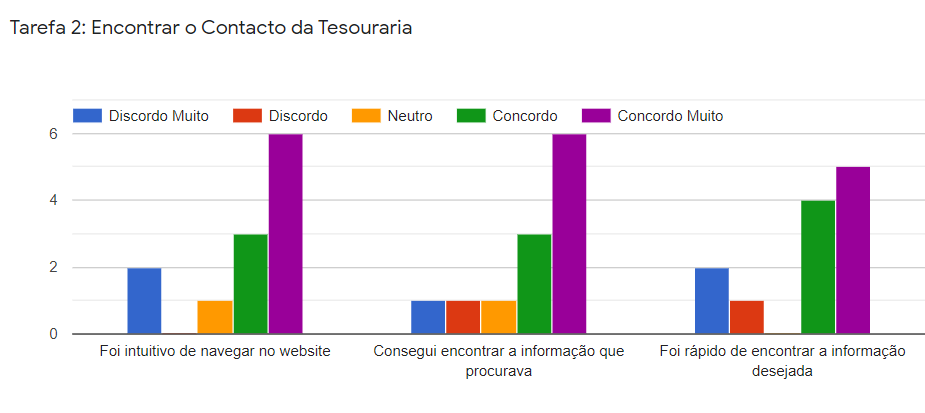 Tarefa 2: Encontrar o Contacto da Tesouraria
Discordo Muito Discordo Neutro Concordo Concordo Muito
6
4
2
0
Foi intuitivo de navegar no website
Consegui encontrar a informação que
procurava
Foi rápido de encontrar a informação
desejada